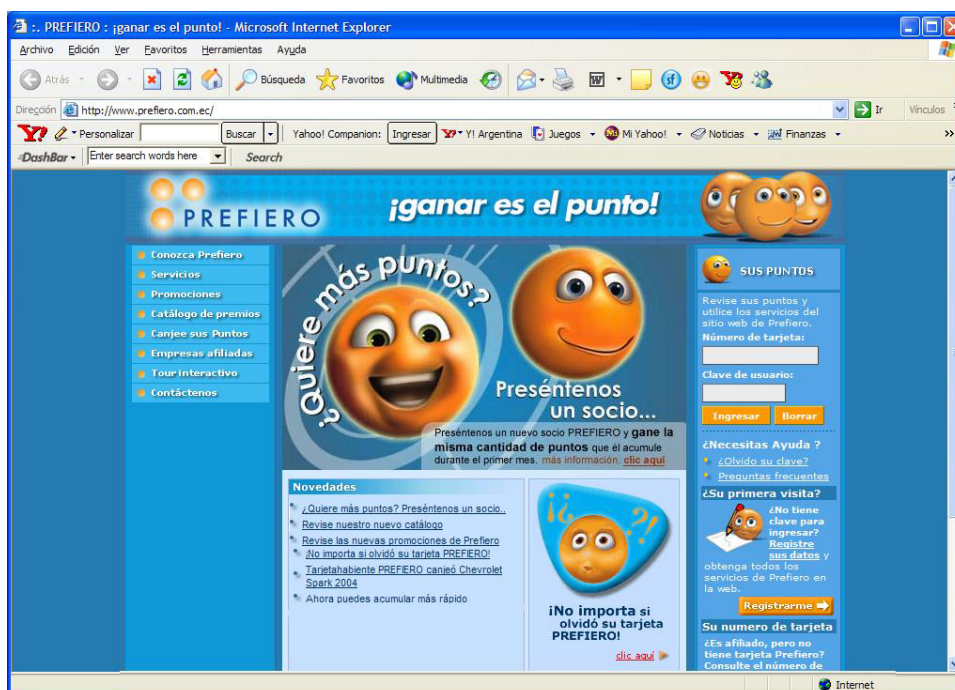 :. PREFIERO : ¡ganar es el punto! - Microsoft Internet Explorer
Archivo Edición Ver Favoritos Herramientas Ayuda
Atrás Búsqueda Favoritos Multimedia
Dirección http://www.prefiero.com.ec/ Ir Vínculos
Y! Personalizar Buscar Yahoo! Companion: Ingresar Y! Y! Argentina Juegos Mi Yahoo! Noticias Finanzas »
DashBar Enter search words here Search
PREFIERO
¡ganar es el punto!
Conozca Prefiero
Servicios
Promociones
Catálogo de premios
Canjee sus Puntos
Empresas afiliadas
Tour interactivo
Contáctenos
¿Quiere más puntos?
Preséntenos
un socio...
Preséntenos un nuevo socio PREFIERO y gane la
misma cantidad de puntos que él acumule
durante el primer mes. más información. clic aquí
Novedades
¿Quiere más puntos? Preséntenos un socio..
Revise nuestro nuevo catálogo
Revise las nuevas promociones de Prefiero
¡No importa si olvidó su tarjeta PREFIERO!
Tarjetahabiente PREFIERO canjeó Chevrolet
Spark 2004
Ahora puedes acumular más rápido
¡No importa si
olvidó su tarjeta
PREFIERO!
clic aquí
SUS PUNTOS
Revise sus puntos y
utilice los servicios del
sitio web de Prefiero.
Número de tarjeta:
Clave de usuario:
Ingresar Borrar
¿Necesitas Ayuda ?
¿Olvido su clave?
Preguntas frecuentes
¿Su primera visita?
¿No tiene
clave para
ingresar?
Registre
sus datos y
obtenga todos los
servicios de Prefiero en
la web.
Registrarme
Su numero de tarjeta
¿Es afiliado, pero no
tiene tarjeta Prefiero?
Consulte el número de
Internet